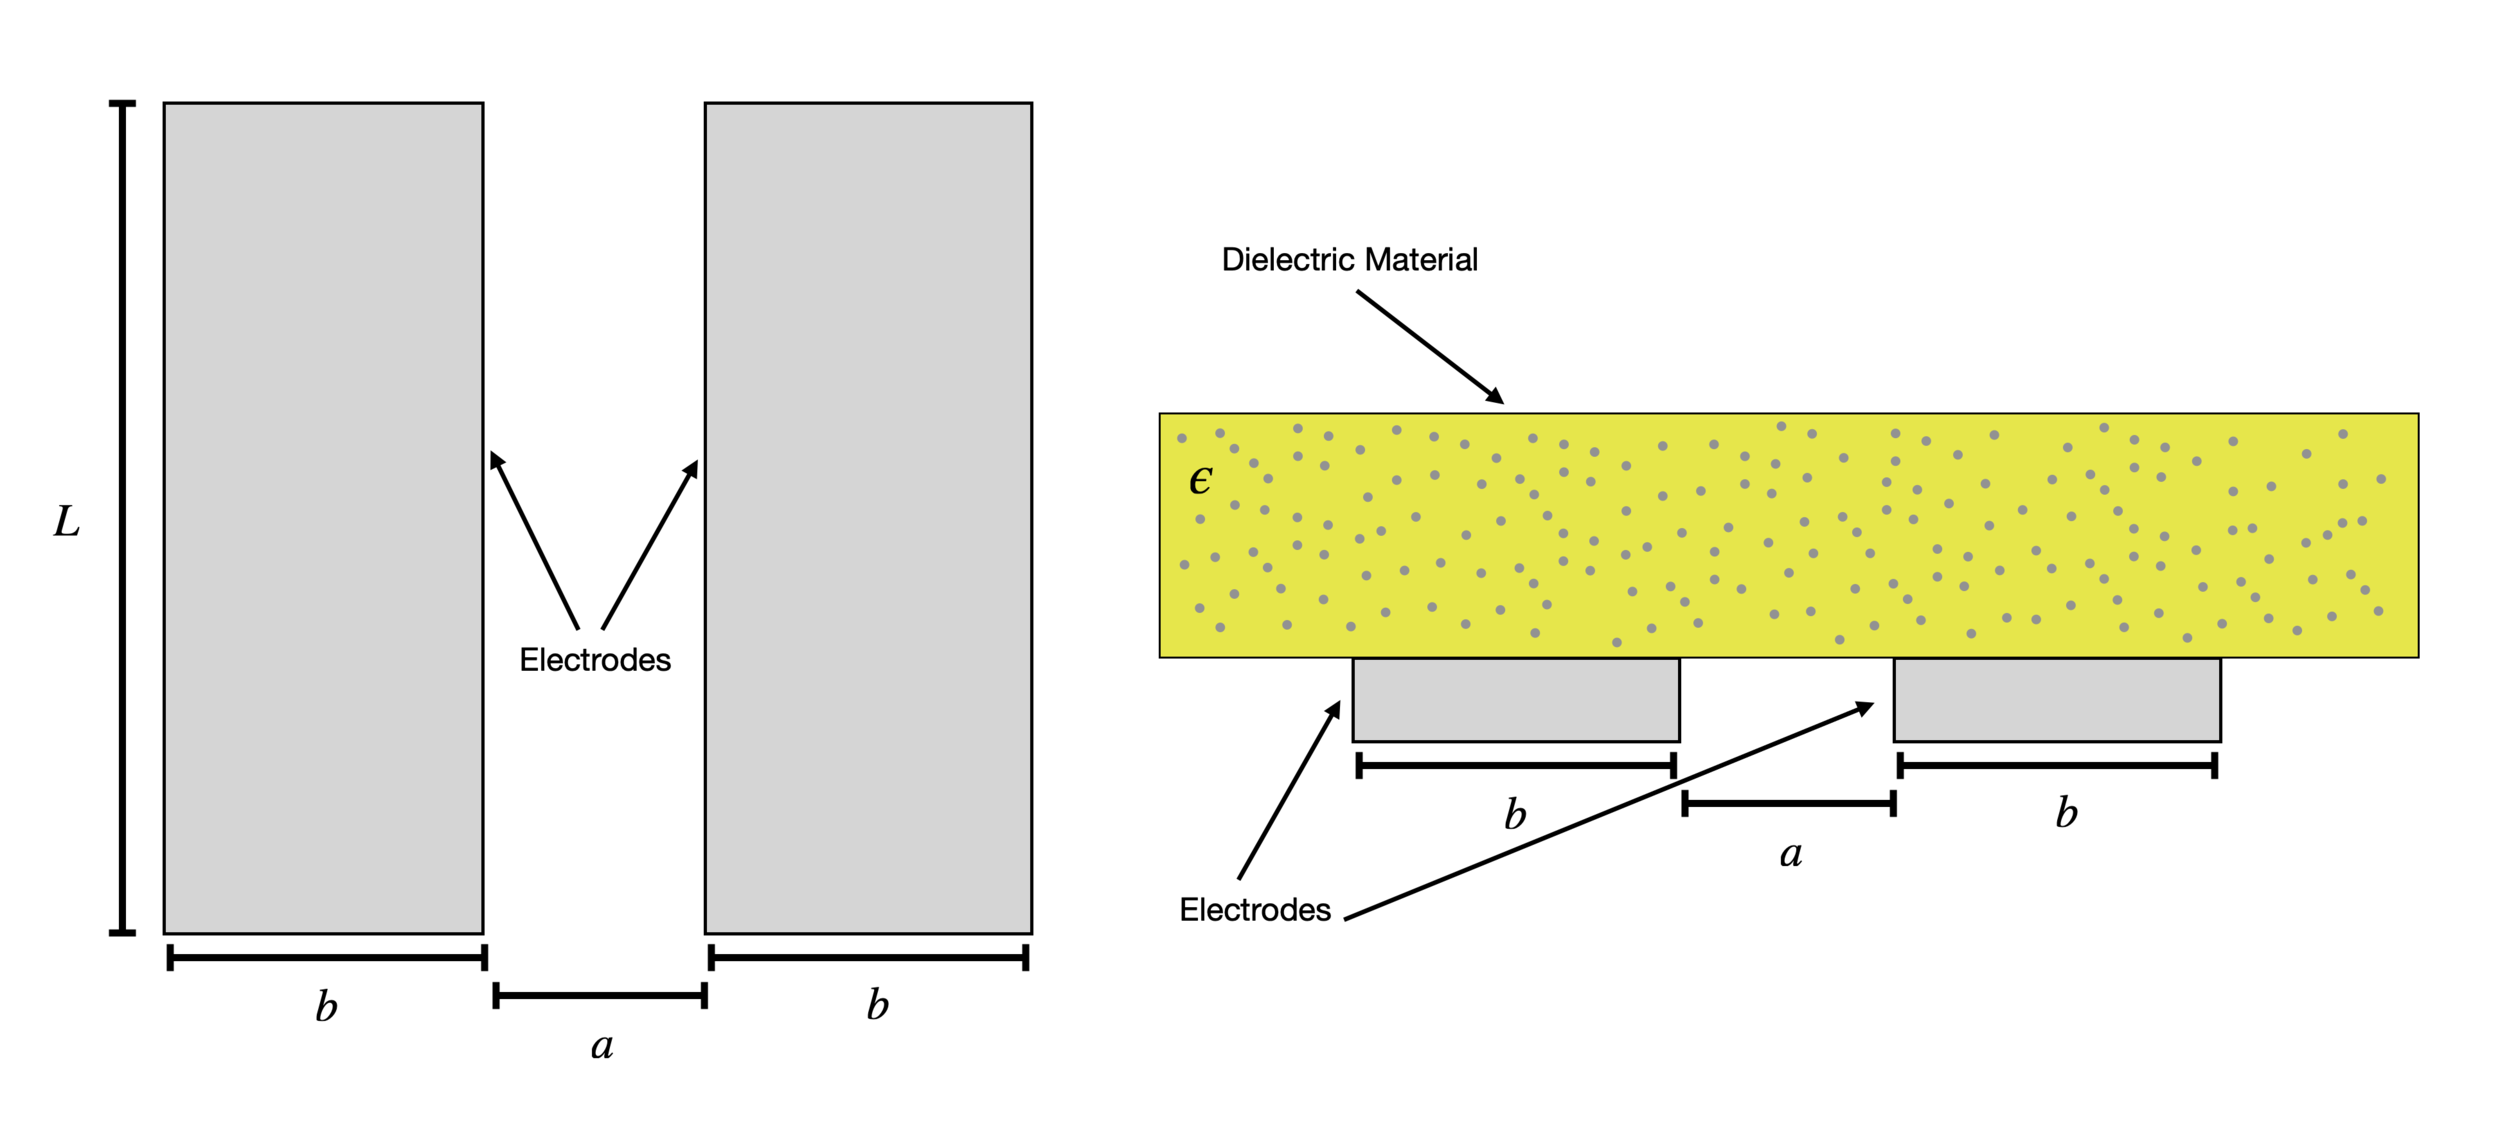 L
Electrodes
b
b
a
Dielectric Material
ϵ
b
b
a
Electrodes